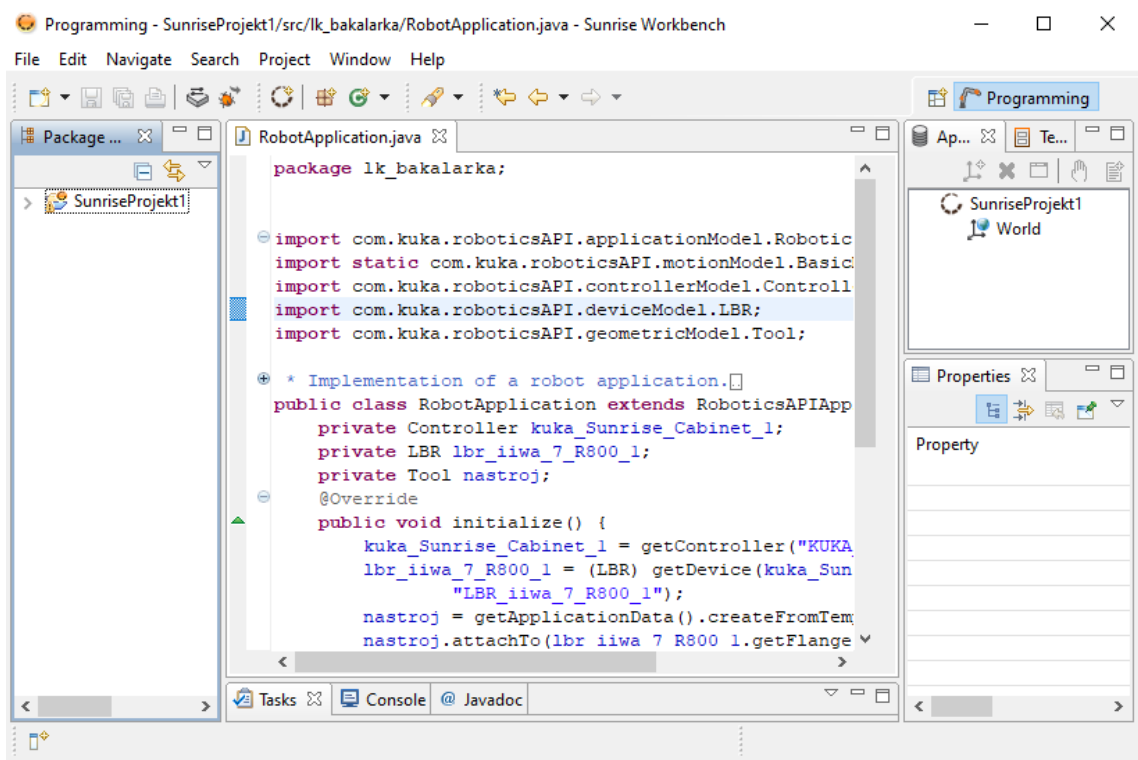 Programming - SunriseProjekt1/src/lk_bakalarka/RobotApplication.java - Sunrise Workbench
File Edit Navigate Search Project Window Help
Programming
Package ...
SunriseProjekt1
RobotApplication.java
package lk_bakalarka;
import com.kuka.roboticsAPI.applicationModel.Robotic
import static com.kuka.roboticsAPI.motionModel.Basic
import com.kuka.roboticsAPI.controllerModel.Controll
import com.kuka.roboticsAPI.deviceModel.LBR;
import com.kuka.roboticsAPI.geometricModel.Tool;
* Implementation of a robot application.
public class RobotApplication extends RoboticsAPIApp
private Controller kuka_Sunrise_Cabinet_1;
private LBR lbr_iiwa_7_R800_1;
private Tool nastroj;
@Override
public void initialize() {
kuka_Sunrise_Cabinet_1 = getController("KUKA_
lbr_iiwa_7_R800_1 = (LBR) getDevice(kuka_Sun
"LBR_iiwa_7_R800_1");
nastroj = getApplicationData().createFromTem
nastroj.attachTo(lbr_iiwa_7_R800_1.getFlange
Tasks Console @ Javadoc
Ap... Te...
SunriseProjekt1
World
Properties
Property